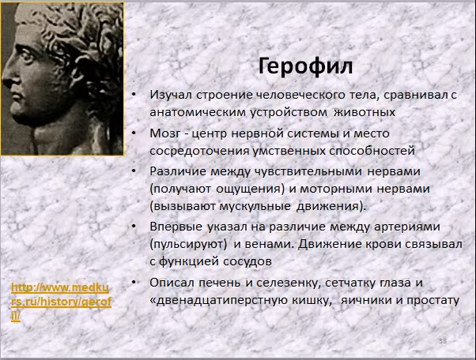 Герофил
• Изучал строение человеческого тела, сравнивал с
анатомическим устройством животных
• Мозг - центр нервной системы и место
сосредоточения умственных способностей
• Различие между чувствительными нервами
(получают ощущения) и моторными нервами
(вызывают мускульные движения).
• Впервые указал на различие между артериями
(пульсируют) и венами. Движение крови связывал
с функцией сосудов
• Описал печень и селезенку, сетчатку глаза и
«двенадцатиперстную кишку, яичники и простату
http://www.medku
rs.ru/history/gerof
il/